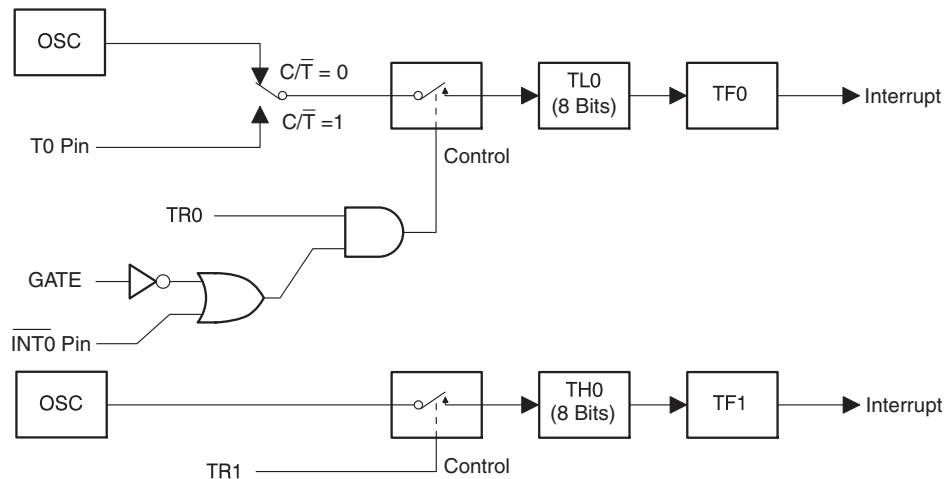 OSC
C/T̅ = 0
C/T̅ =1
T0 Pin
TL0
(8 Bits)
TF0
Interrupt
Control
TR0
GATE
I̅N̅T̅0̅ Pin
OSC
TH0
(8 Bits)
TF1
Interrupt
Control
TR1